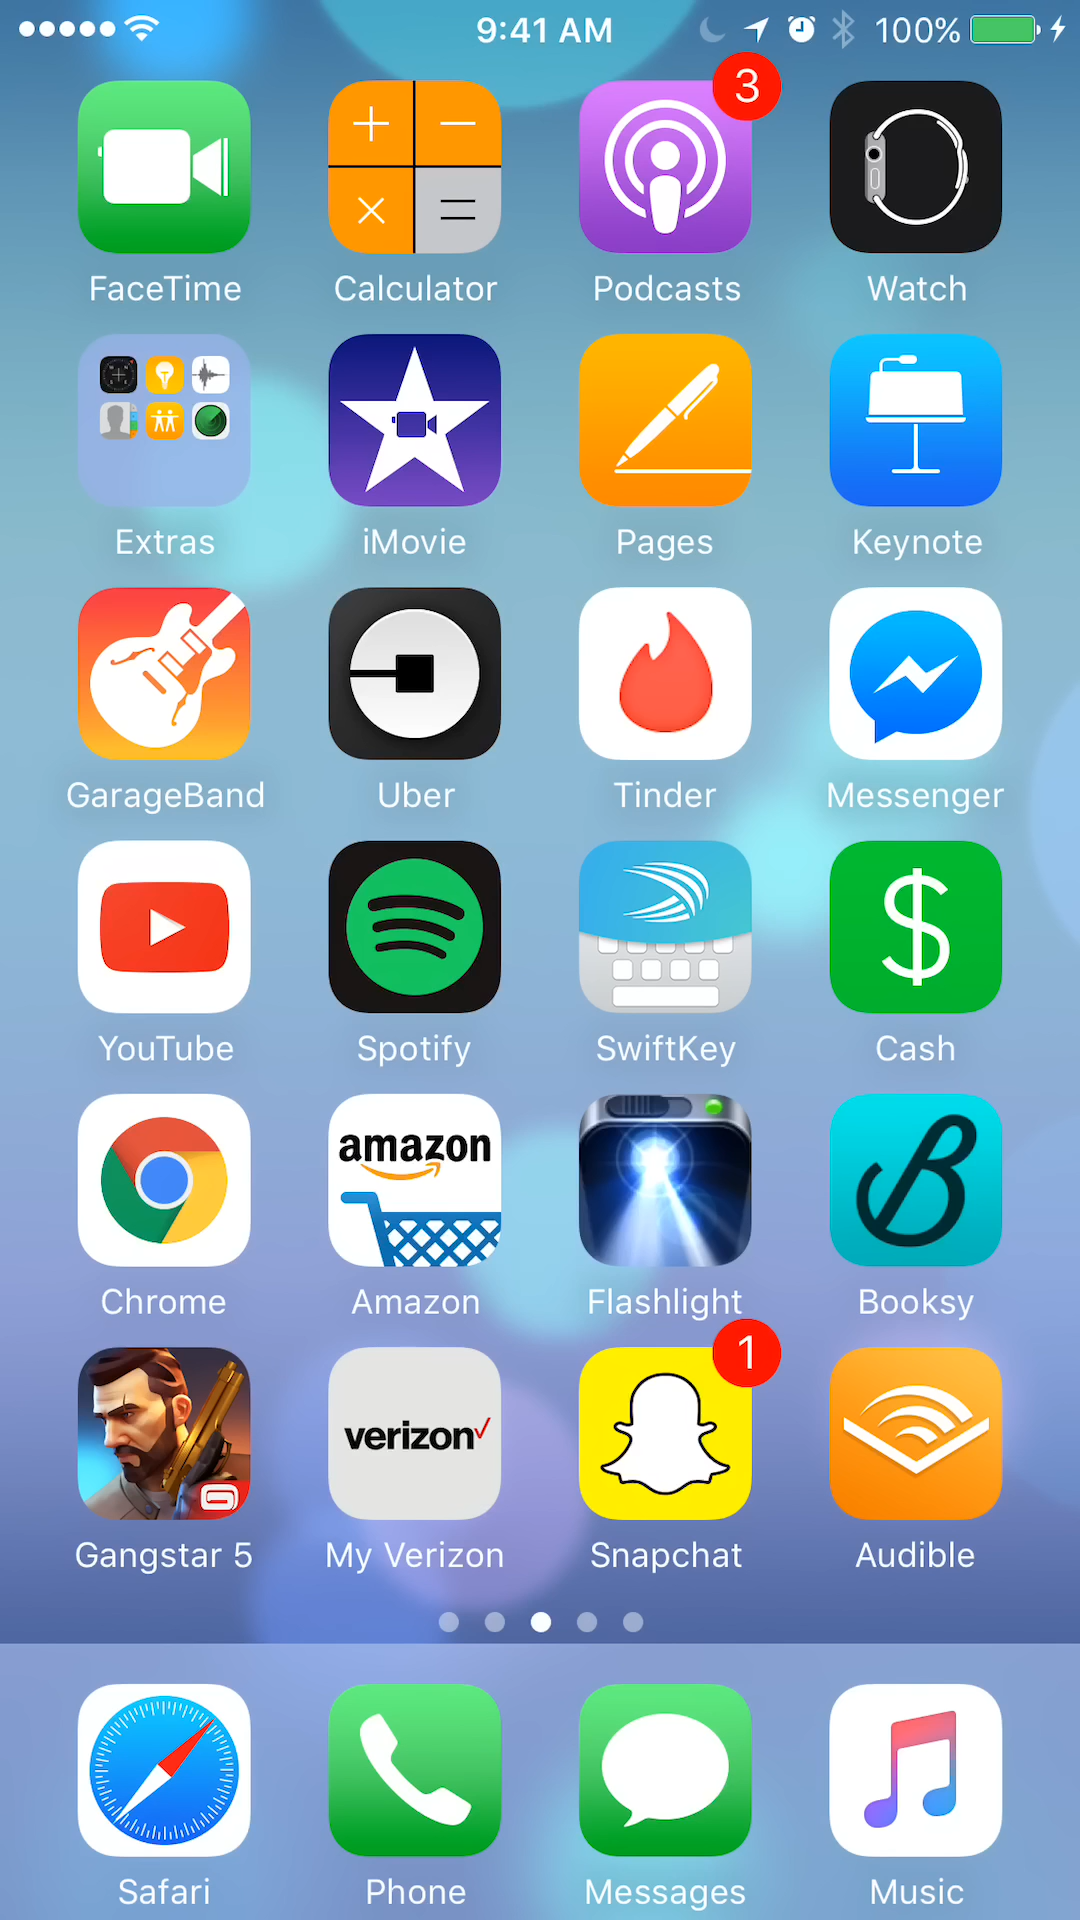 9:41 AM 100%
3
FaceTime Calculator Podcasts Watch
Extras iMovie Pages Keynote
GarageBand Uber Tinder Messenger
YouTube Spotify SwiftKey Cash
amazon
Chrome Amazon Flashlight Booksy
1
verizon
Gangstar 5 My Verizon Snapchat Audible
Safari Phone Messages Music